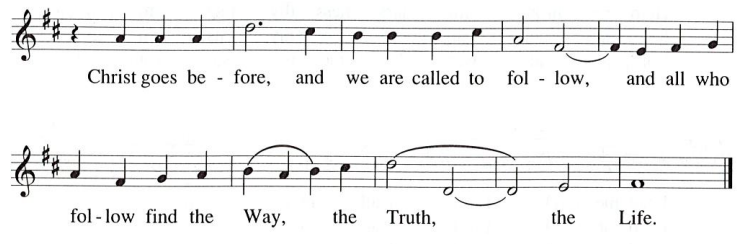 Christ goes be - fore, and we are called to fol - low, and all who
fol - low find the Way, the Truth, the Life.